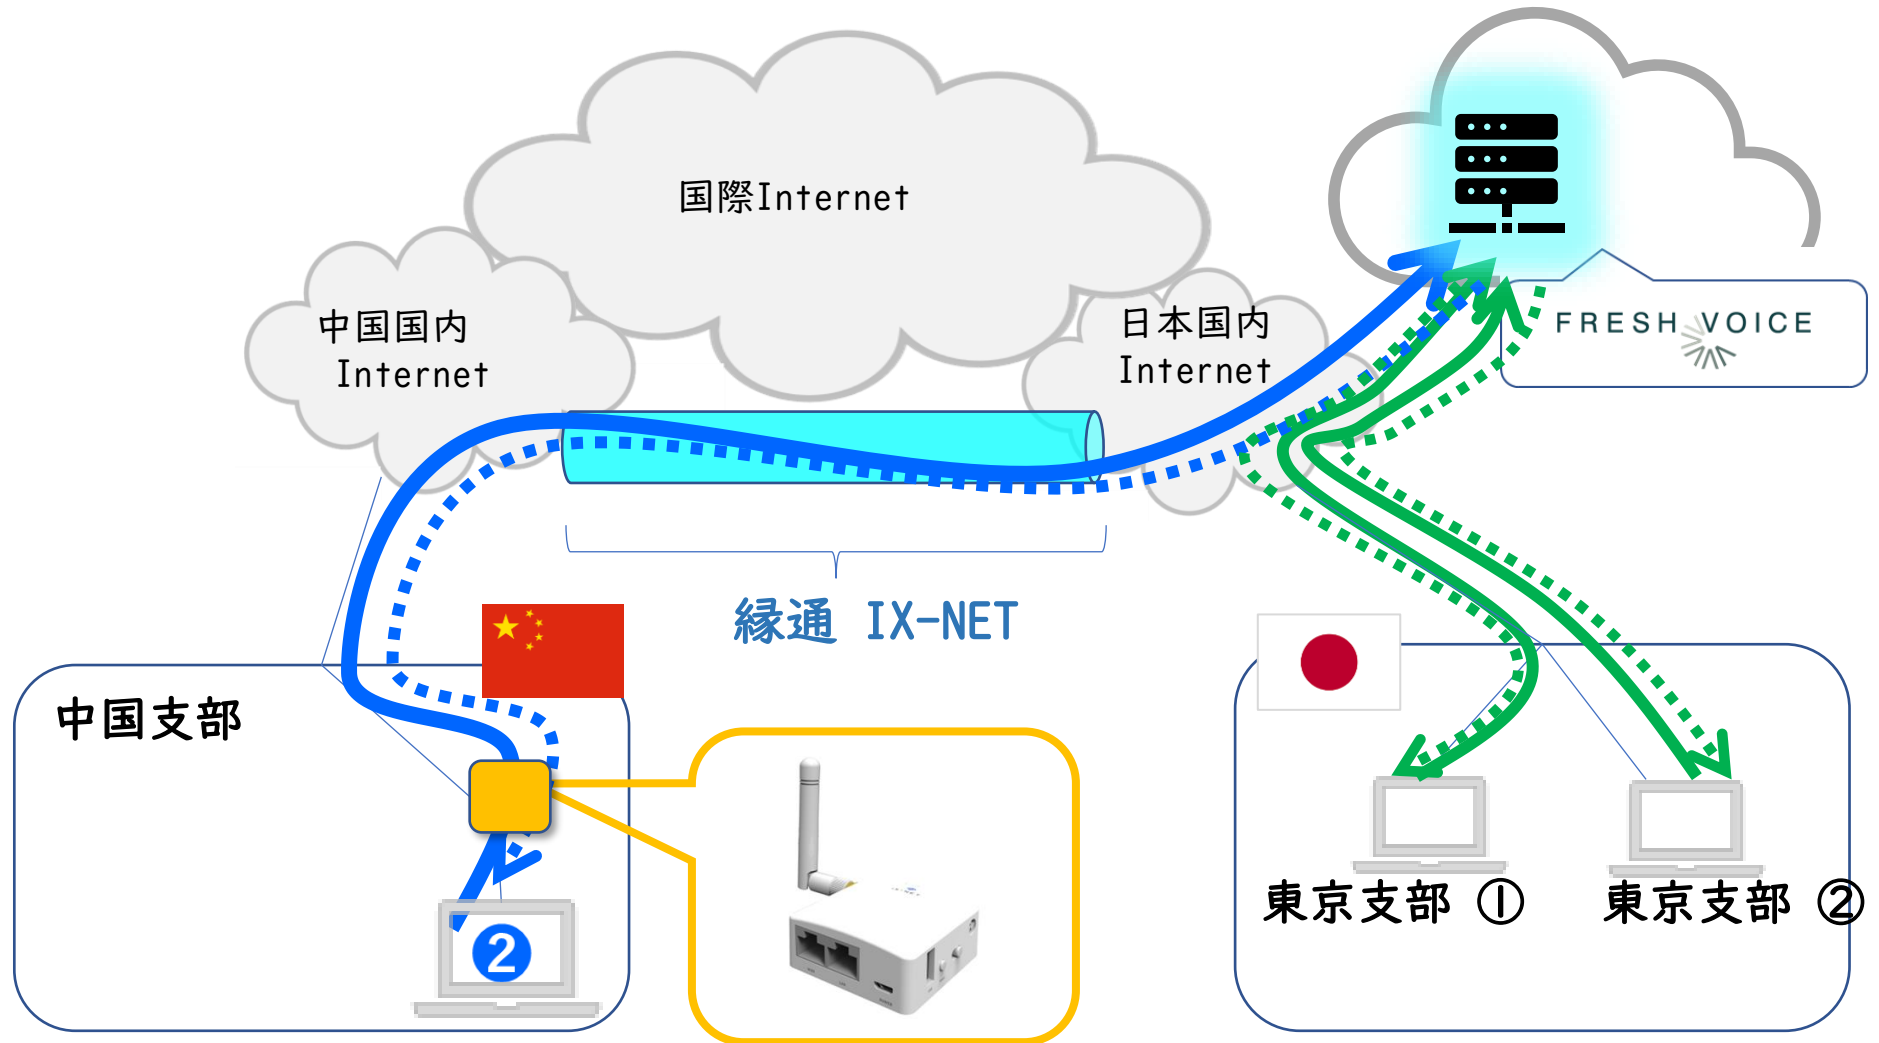 国際Internet
中国国内
Internet
日本国内
Internet
FRESH VOICE
縁通 IX-NET
中国支部
2
東京支部 ①
東京支部 ②